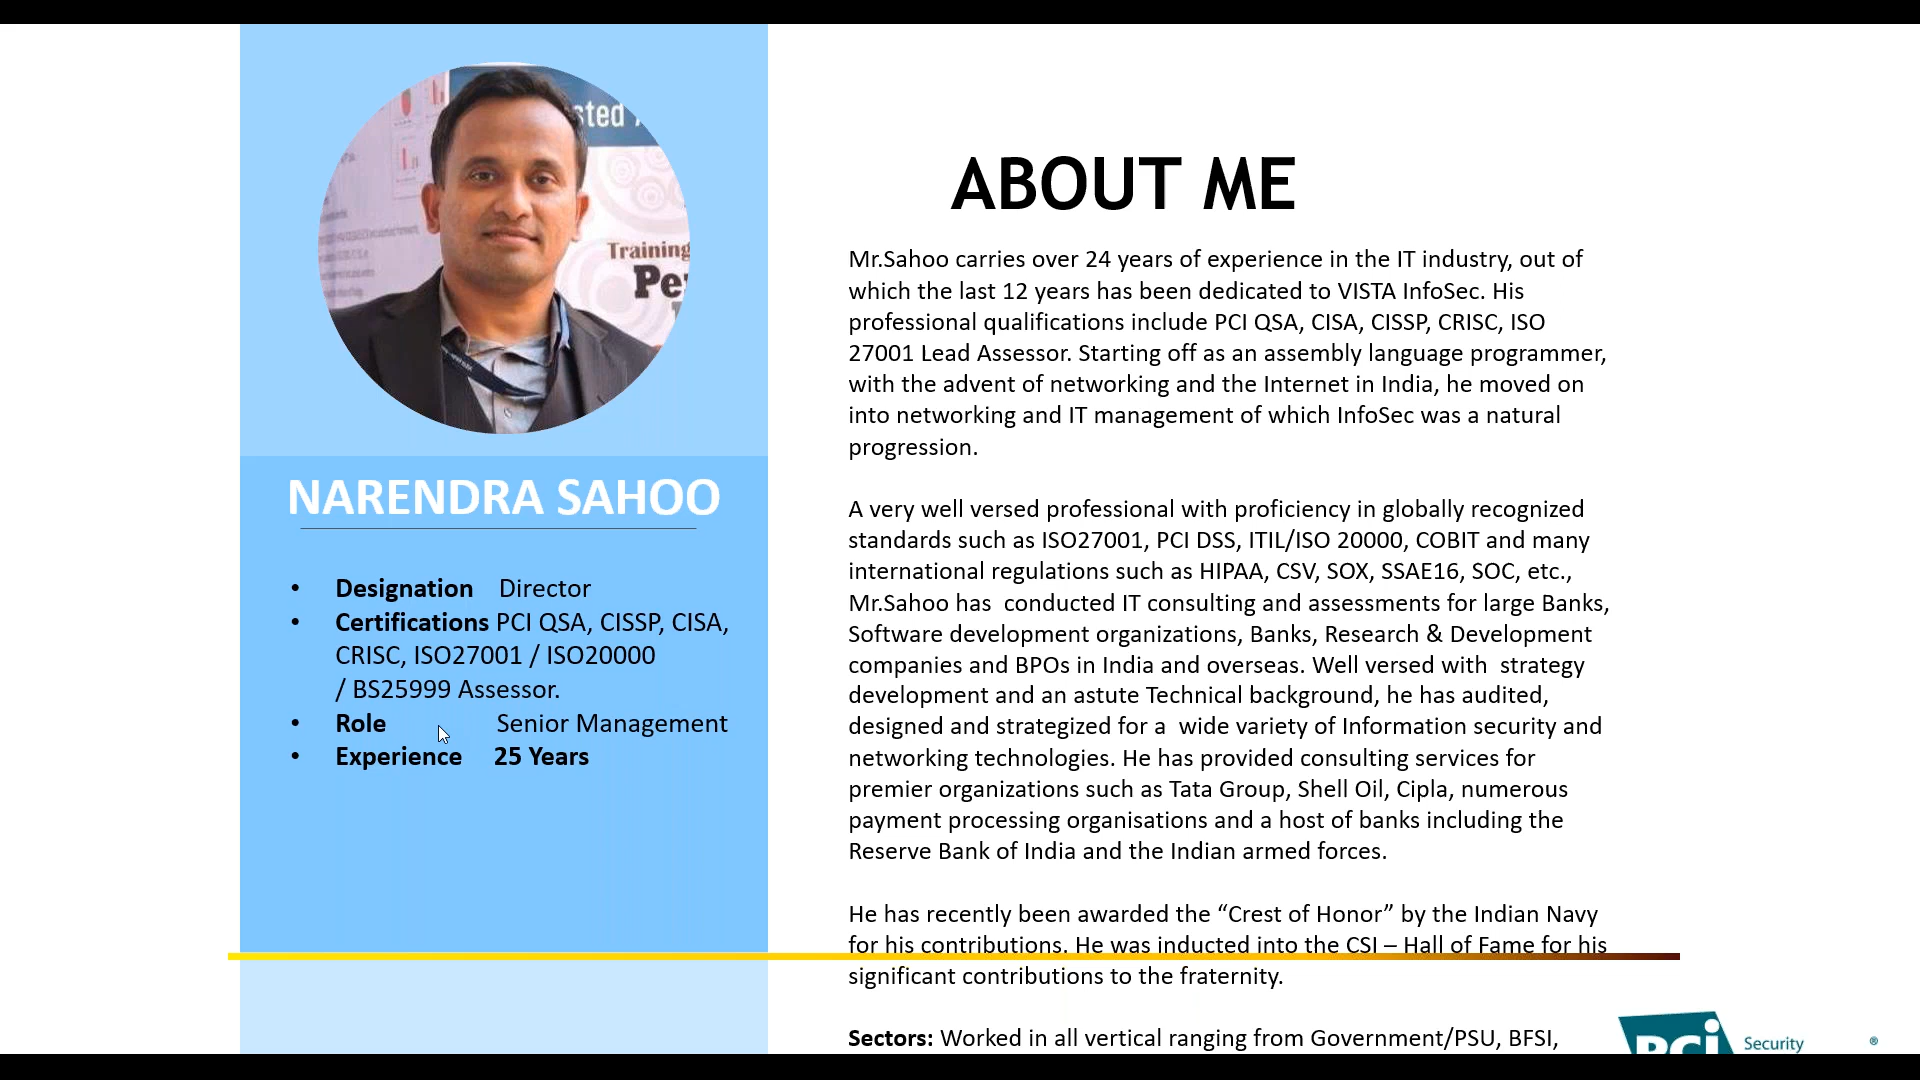 sted
Training
Pe
NARENDRA SAHOO
• Designation Director
• Certifications PCI QSA, CISSP, CISA,
CRISC, ISO27001 / ISO20000
/ BS25999 Assessor.
• Role Senior Management
• Experience 25 Years
ABOUT ME
Mr.Sahoo carries over 24 years of experience in the IT industry, out of
which the last 12 years has been dedicated to VISTA InfoSec. His
professional qualifications include PCI QSA, CISA, CISSP, CRISC, ISO
27001 Lead Assessor. Starting off as an assembly language programmer,
with the advent of networking and the Internet in India, he moved on
into networking and IT management of which InfoSec was a natural
progression.
A very well versed professional with proficiency in globally recognized
standards such as ISO27001, PCI DSS, ITIL/ISO 20000, COBIT and many
international regulations such as HIPAA, CSV, SOX, SSAE16, SOC, etc.,
Mr.Sahoo has  conducted IT consulting and assessments for large Banks,
Software development organizations, Banks, Research & Development
companies and BPOs in India and overseas. Well versed with  strategy
development and an astute Technical background, he has audited,
designed and strategized for a  wide variety of Information security and
networking technologies. He has provided consulting services for
premier organizations such as Tata Group, Shell Oil, Cipla, numerous
payment processing organisations and a host of banks including the
Reserve Bank of India and the Indian armed forces.
He has recently been awarded the “Crest of Honor” by the Indian Navy
for his contributions. He was inducted into the CSI – Hall of Fame for his
significant contributions to the fraternity.
Sectors: Worked in all vertical ranging from Government/PSU, BFSI,
PCi Security ®